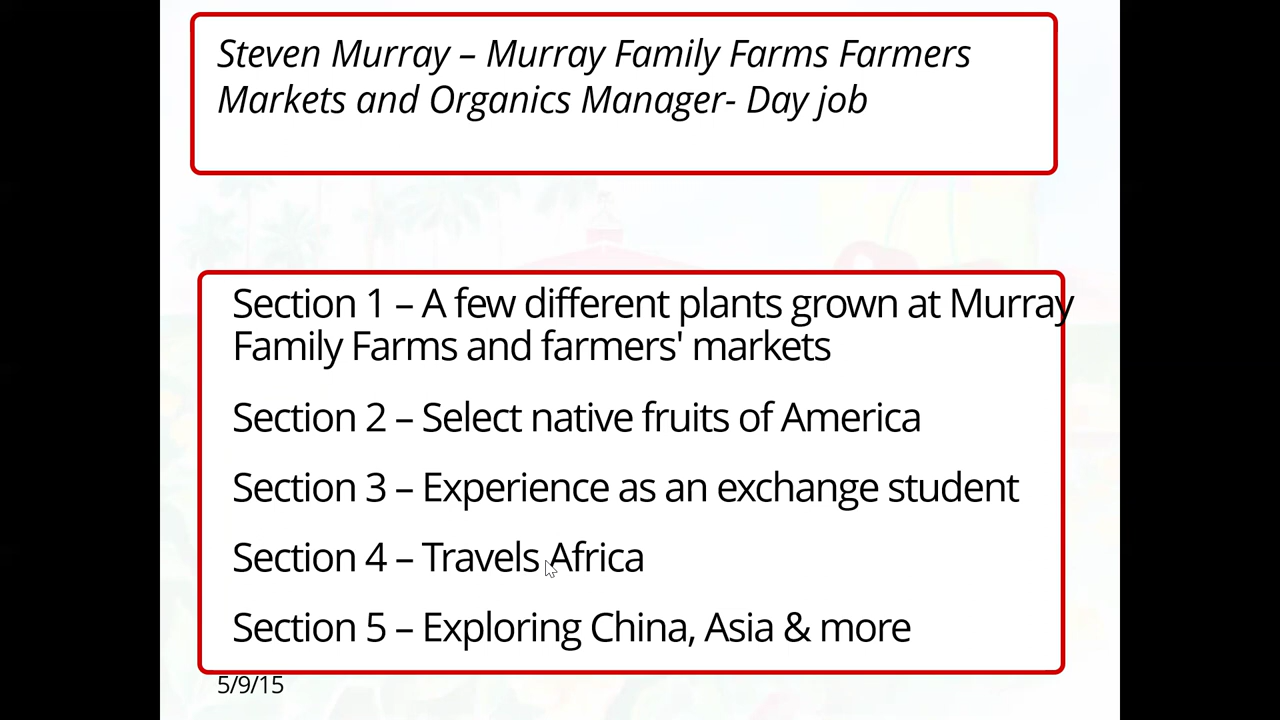 Steven Murray – Murray Family Farms Farmers
Markets and Organics Manager- Day job
Section 1 – A few different plants grown at Murray
Family Farms and farmers' markets
Section 2 – Select native fruits of America
Section 3 – Experience as an exchange student
Section 4 – Travels Africa
Section 5 – Exploring China, Asia & more
5/9/15